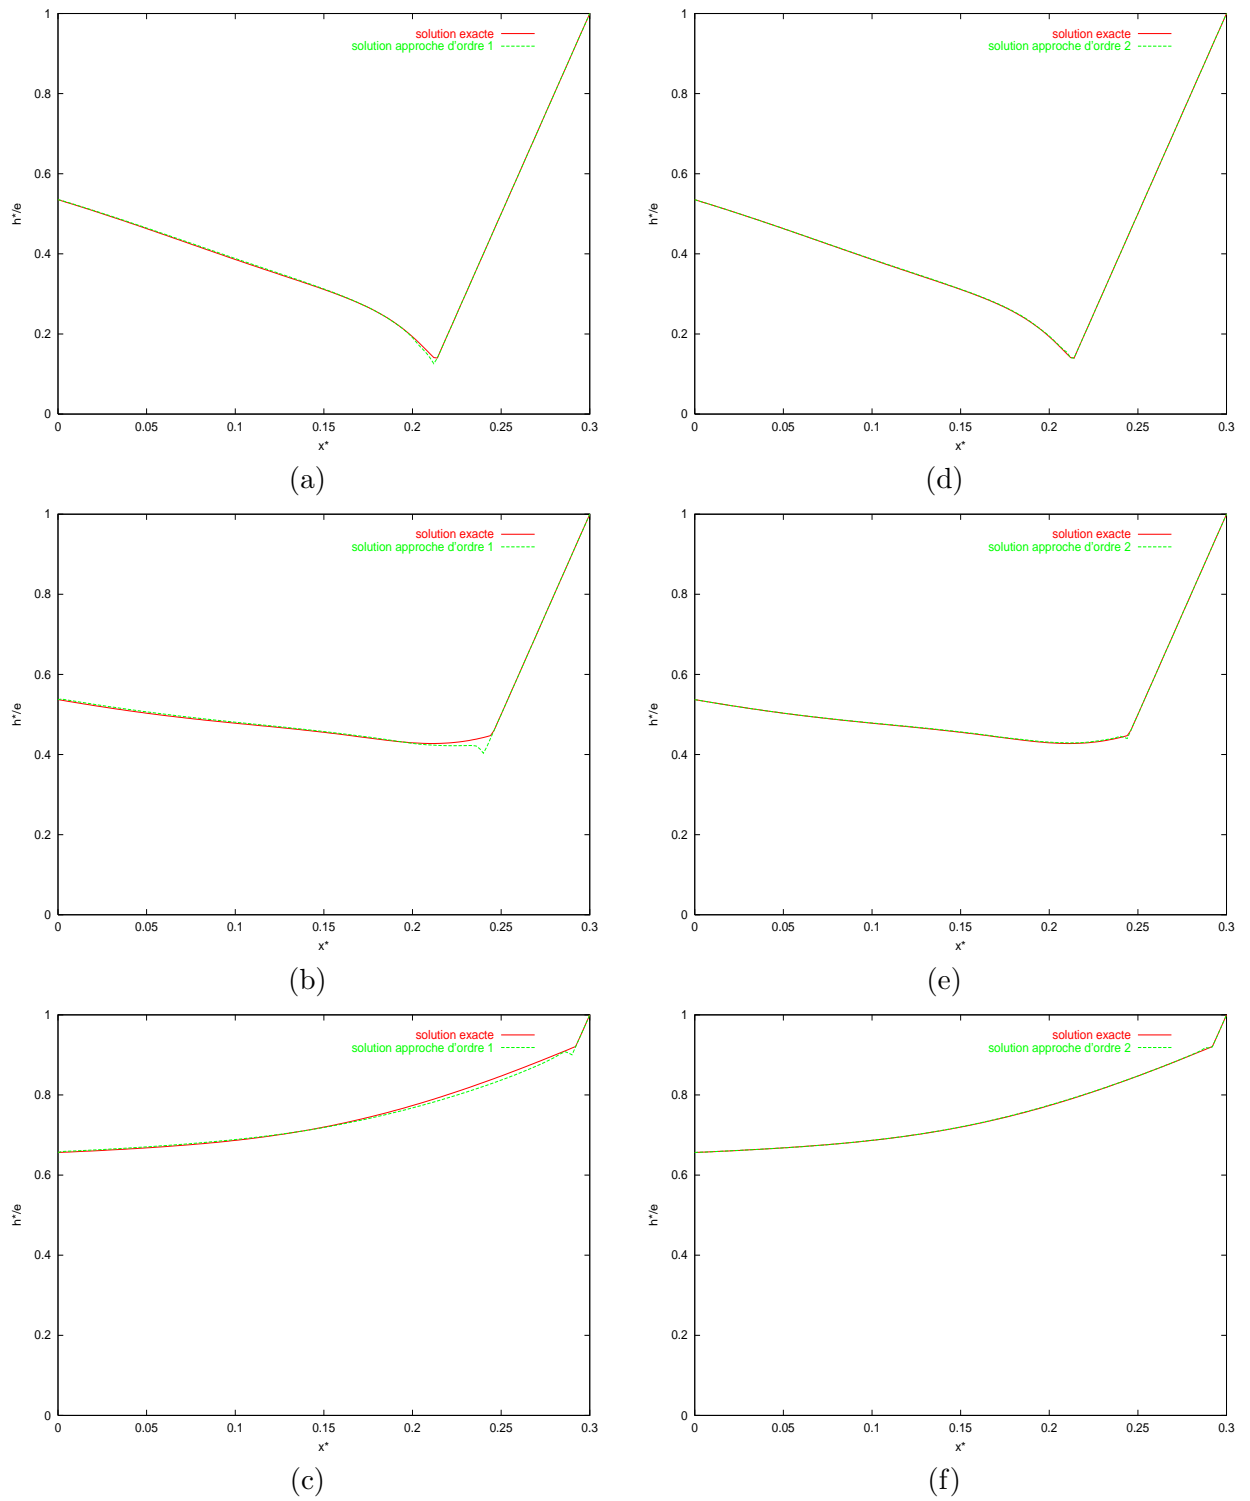 1
0.8
0.6
0.4
0.2
0
h*/e
solution exacte
solution approche d'ordre 1
0 0.05 0.1 0.15 0.2 0.25 0.3
x*
(a)
1
0.8
0.6
0.4
0.2
0
h*/e
solution exacte
solution approche d'ordre 2
0 0.05 0.1 0.15 0.2 0.25 0.3
x*
(d)
1
0.8
0.6
0.4
0.2
0
h*/e
solution exacte
solution approche d'ordre 1
0 0.05 0.1 0.15 0.2 0.25 0.3
x*
(b)
1
0.8
0.6
0.4
0.2
0
h*/e
solution exacte
solution approche d'ordre 2
0 0.05 0.1 0.15 0.2 0.25 0.3
x*
(e)
1
0.8
0.6
0.4
0.2
0
h*/e
solution exacte
solution approche d'ordre 1
0 0.05 0.1 0.15 0.2 0.25 0.3
x*
(c)
1
0.8
0.6
0.4
0.2
0
h*/e
solution exacte
solution approche d'ordre 2
0 0.05 0.1 0.15 0.2 0.25 0.3
x*
(f)